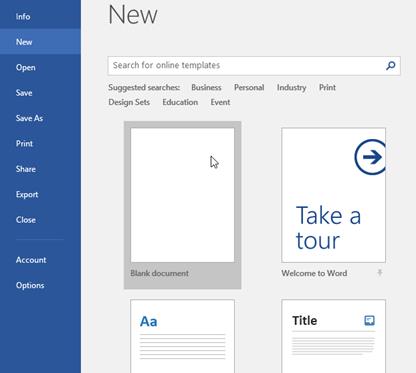 Info
New
Open
Save
Save As
Print
Share
Export
Close
Account
Options
New
Search for online templates
Suggested searches: Business Personal Industry Print
Design Sets Education Event
Take a
tour
Blank document
Welcome to Word
Aa
Title